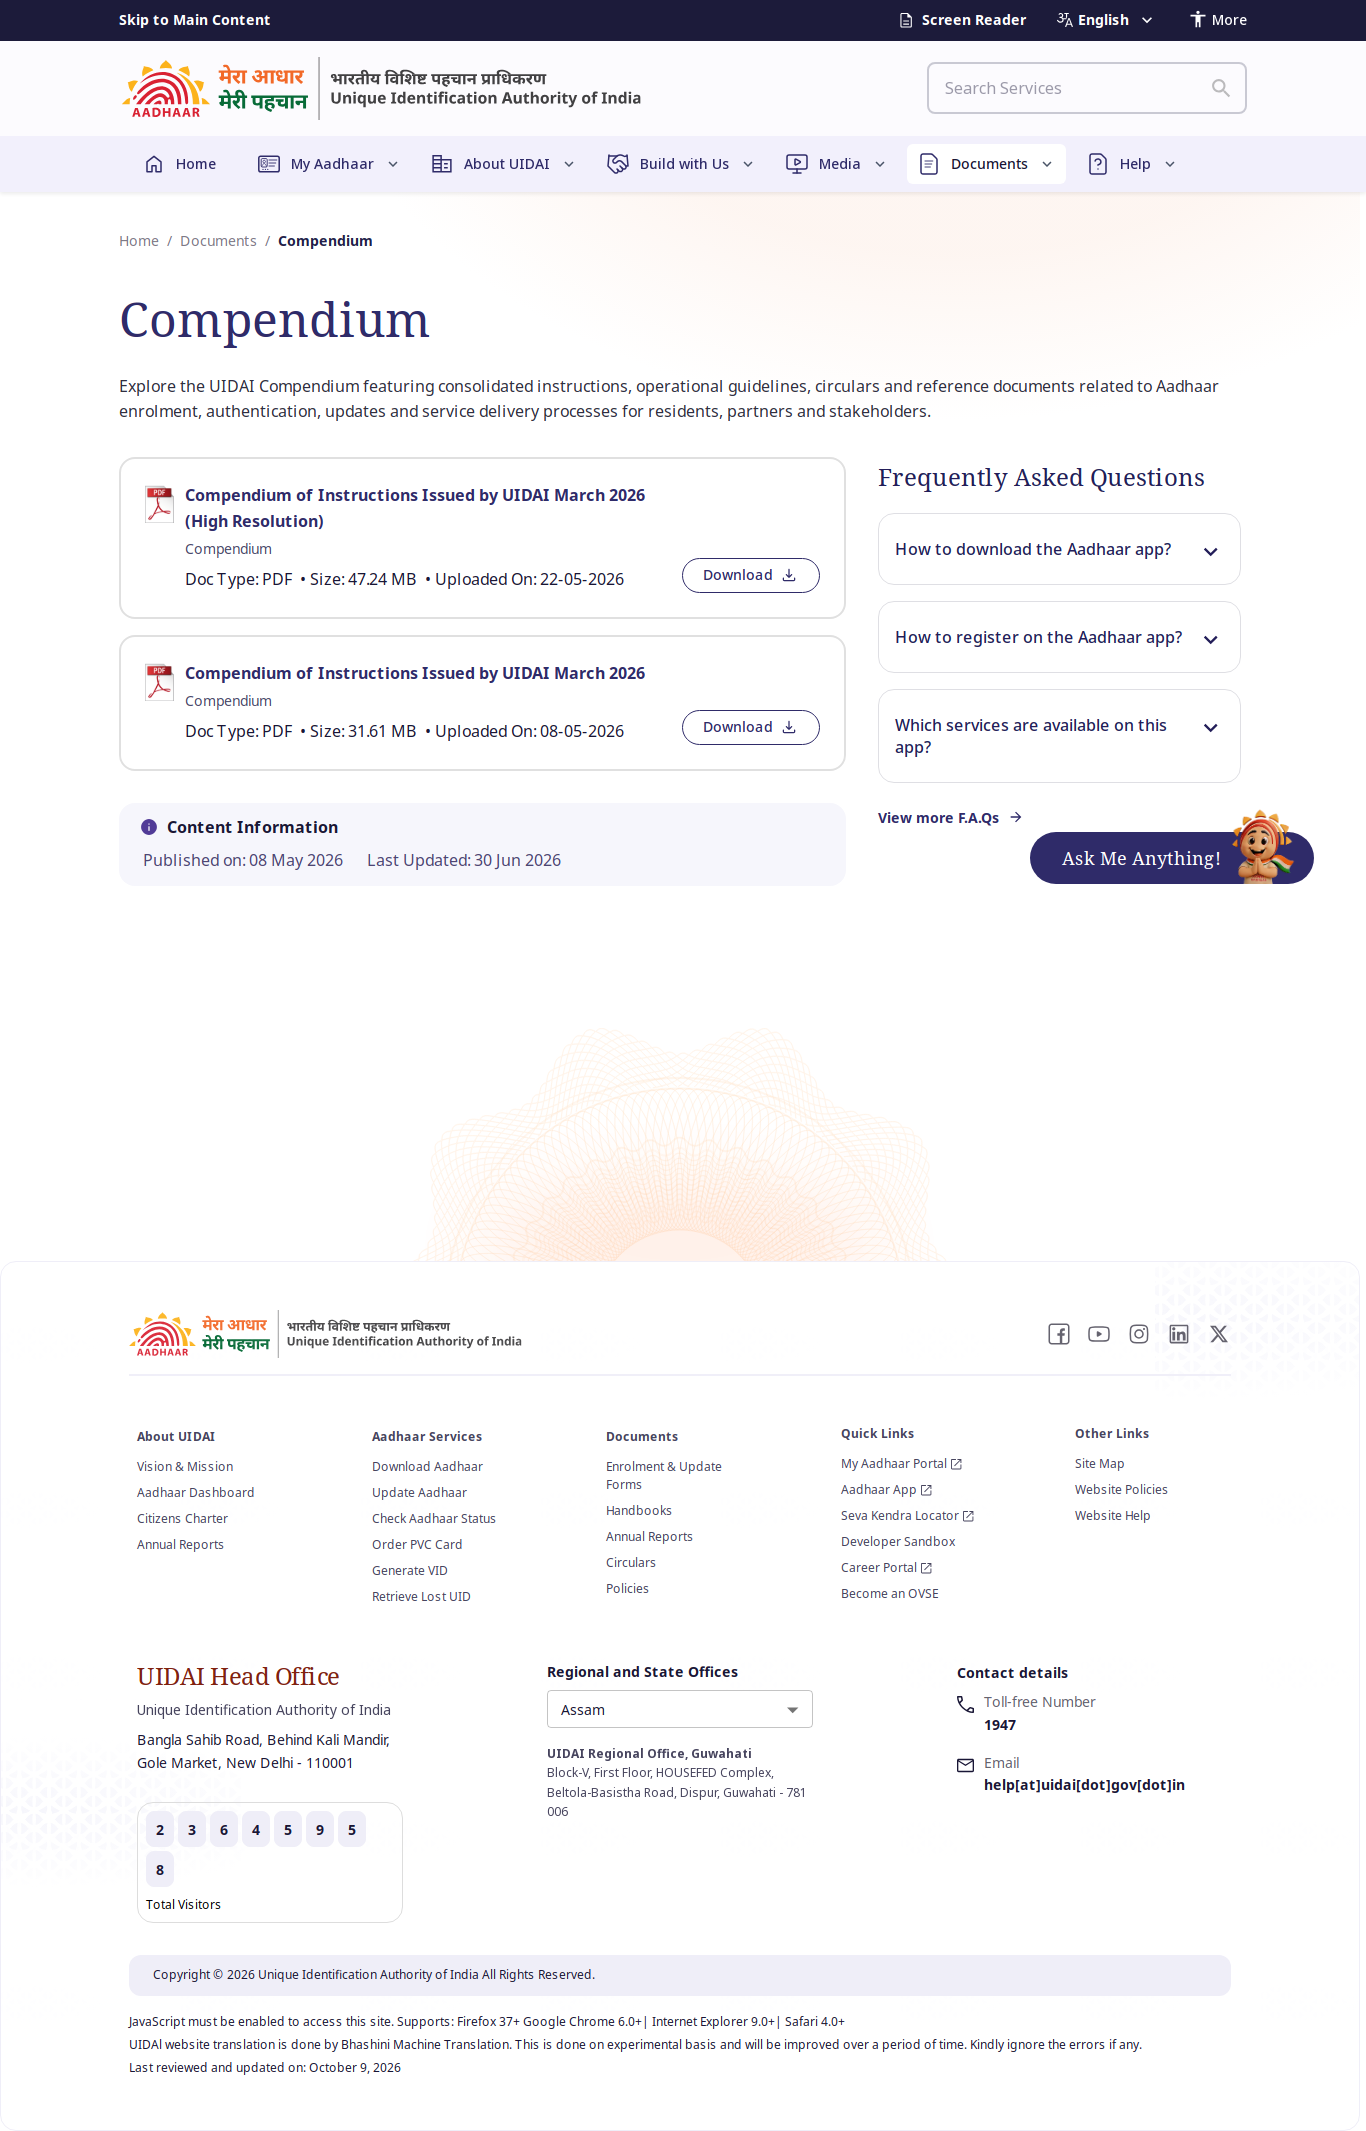 Skip to Main Content
Screen Reader
English
More
AADHAAR
मेरा आधार
मेरी पहचान
भारतीय विशिष्ट पहचान प्राधिकरण
Unique Identification Authority of India
Search Services
Home
My Aadhaar
About UIDAI
Build with Us
Media
Documents
Help
Home / Documents / Compendium
Compendium
Explore the UIDAI Compendium featuring consolidated instructions, operational guidelines, circulars and reference documents related to Aadhaar
enrolment, authentication, updates and service delivery processes for residents, partners and stakeholders.
PDF
Compendium of Instructions Issued by UIDAI March 2026
(High Resolution)
Compendium
Doc Type: PDF • Size: 47.24 MB • Uploaded On: 22-05-2026
Download
PDF
Compendium of Instructions Issued by UIDAI March 2026
Compendium
Doc Type: PDF • Size: 31.61 MB • Uploaded On: 08-05-2026
Download
Content Information
Published on: 08 May 2026 Last Updated: 30 Jun 2026
Frequently Asked Questions
How to download the Aadhaar app?
How to register on the Aadhaar app?
Which services are available on this
app?
View more F.A.Qs
Ask Me Anything!
AADHAAR
मेरा आधार
मेरी पहचान
भारतीय विशिष्ट पहचान प्राधिकरण
Unique Identification Authority of India
About UIDAI
Vision & Mission
Aadhaar Dashboard
Citizens Charter
Annual Reports
Aadhaar Services
Download Aadhaar
Update Aadhaar
Check Aadhaar Status
Order PVC Card
Generate VID
Retrieve Lost UID
Documents
Enrolment & Update
Forms
Handbooks
Annual Reports
Circulars
Policies
Quick Links
My Aadhaar Portal
Aadhaar App
Seva Kendra Locator
Developer Sandbox
Career Portal
Become an OVSE
Other Links
Site Map
Website Policies
Website Help
UIDAI Head Office
Unique Identification Authority of India
Bangla Sahib Road, Behind Kali Mandir,
Gole Market, New Delhi - 110001
2 3 6 4 5 9 5
8
Total Visitors
Regional and State Offices
Assam
UIDAI Regional Office, Guwahati
Block-V, First Floor, HOUSEFED Complex,
Beltola-Basistha Road, Dispur, Guwahati - 781
006
Contact details
Toll-free Number
1947
Email
help[at]uidai[dot]gov[dot]in
Copyright © 2026 Unique Identification Authority of India All Rights Reserved.
JavaScript must be enabled to access this site. Supports: Firefox 37+ Google Chrome 6.0+| Internet Explorer 9.0+| Safari 4.0+
UIDAl website translation is done by Bhashini Machine Translation. This is done on experimental basis and will be improved over a period of time. Kindly ignore the errors if any.
Last reviewed and updated on: October 9, 2026